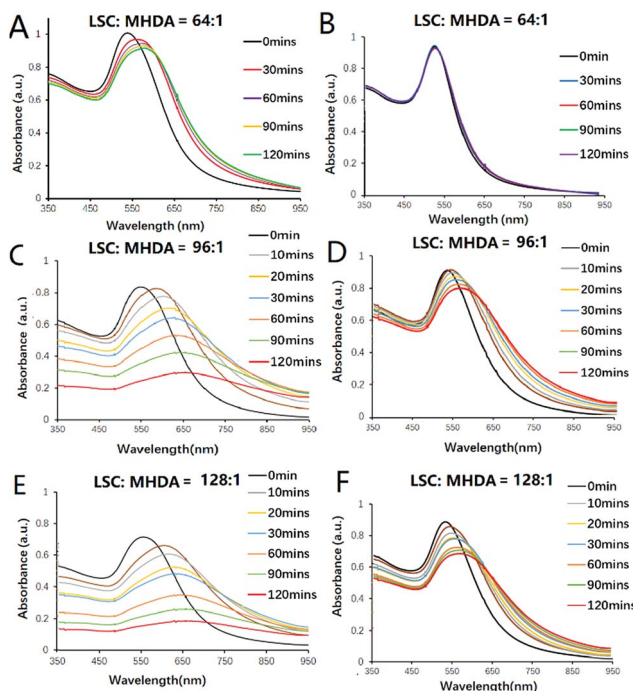 A
LSC: MHDA = 64:1
Absorbance (a.u.)
1
0.8
0.6
0.4
0.2
0
0mins
30mins
60mins
90mins
120mins
350 450 550 650 750 850 950
Wavelength (nm)
B
LSC: MHDA = 64:1
Absorbance (a.u.)
1
0.8
0.6
0.4
0.2
0
0min
30mins
60mins
90mins
120mins
350 450 550 650 750 850 950
Wavelength (nm)
C
LSC: MHDA = 96:1
Absorbance (a.u.)
1
0.8
0.6
0.4
0.2
0
0min
10mins
20mins
30mins
60mins
90mins
120mins
350 450 550 650 750 850 950
Wavelength(nm)
D
LSC: MHDA = 96:1
Absorbance (a.u.)
1
0.8
0.6
0.4
0.2
0
0min
10mins
20mins
30mins
60mins
90mins
120mins
350 450 550 650 750 850 950
Wavelength(nm)
E
LSC: MHDA = 128:1
Absorbance (a.u.)
1
0.8
0.6
0.4
0.2
0
0min
10mins
20mins
30mins
60mins
90mins
120mins
350 450 550 650 750 850 950
Wavelength(nm)
F
LSC: MHDA = 128:1
Absorbance (a.u.)
1
0.8
0.6
0.4
0.2
0
0min
10mins
20mins
30mins
60mins
90mins
120mins
350 450 550 650 750 850 950
Wavelength(nm)